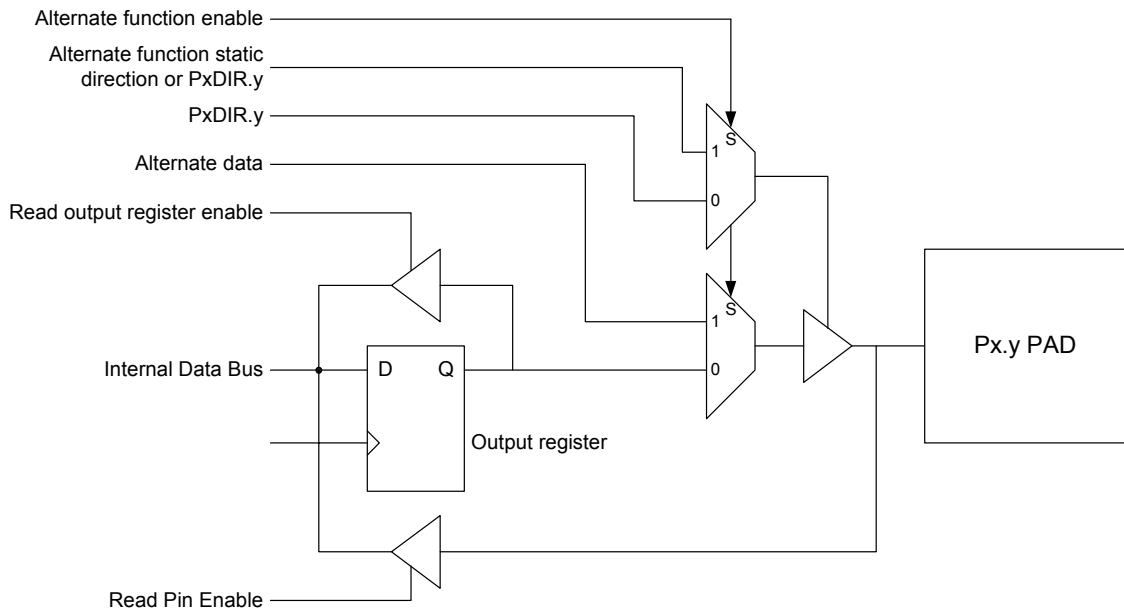 Alternate function enable
Alternate function static
direction or PxDIR.y
PxDIR.y
Alternate data
Read output register enable
S
1
0
S
1
0
Internal Data Bus
D
Q
Output register
Px.y PAD
Read Pin Enable